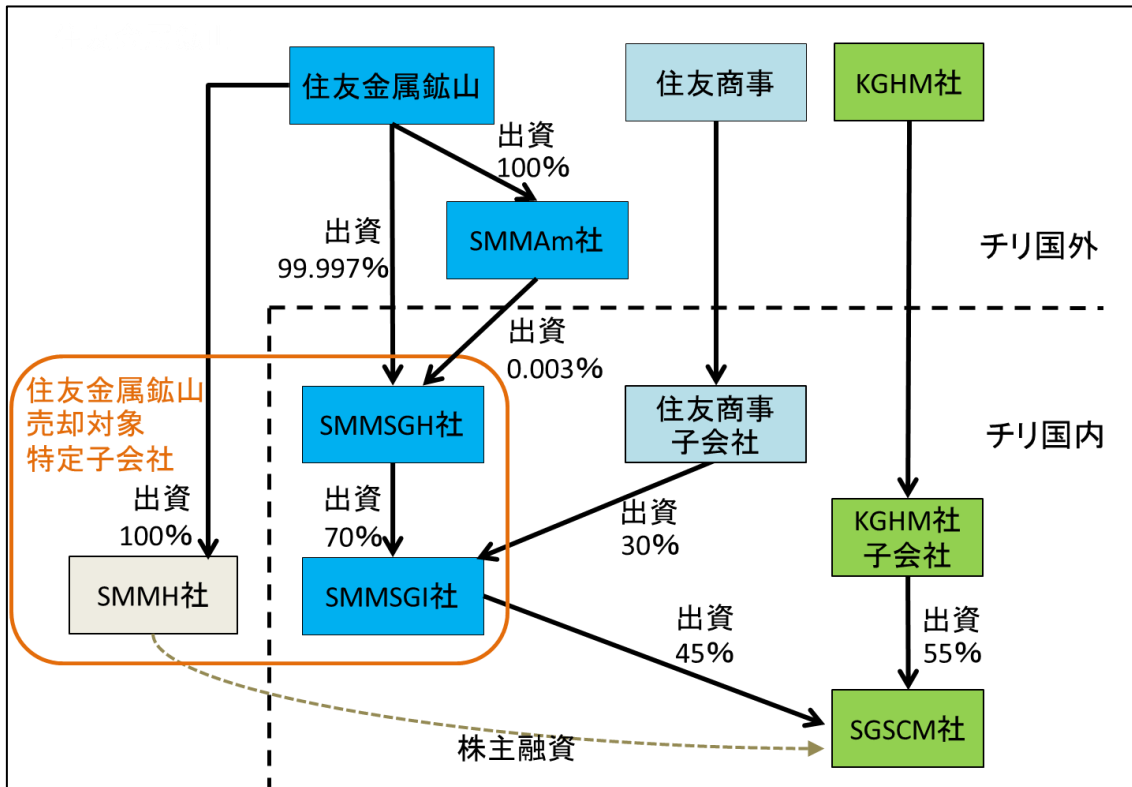 住友金属鉱山
住友商事
KGHM社
出資
100%
SMMAm社
出資
99.997%
チリ国外
出資
0.003%
住友金属鉱山
売却対象
特定子会社
SMMSGH社
住友商事
子会社
チリ国内
出資
100%
出資
70%
出資
30%
KGHM社
子会社
SMMH社
SMMSGI社
出資
45%
出資
55%
SGSCM社
株主融資